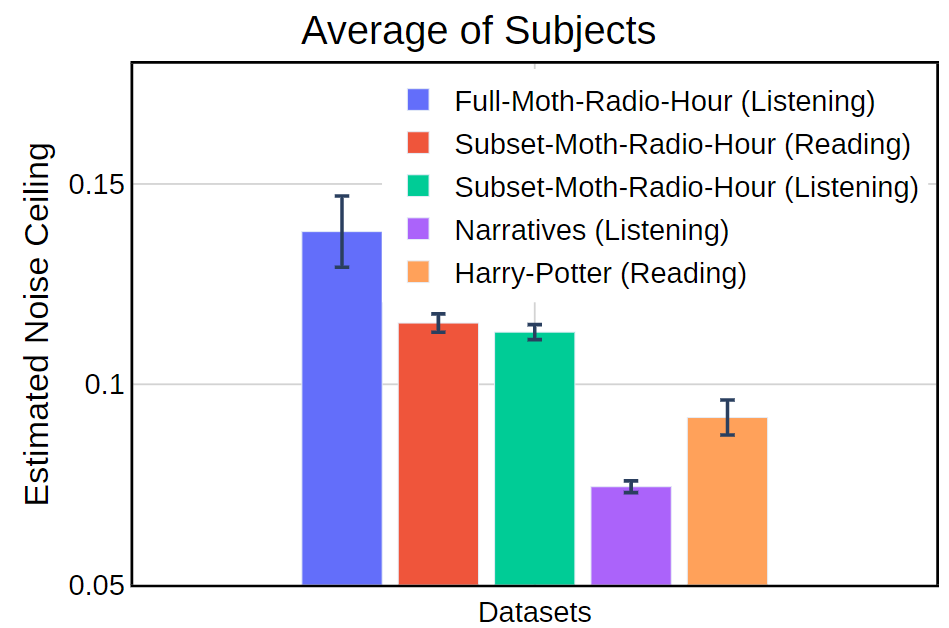 Average of Subjects
Full-Moth-Radio-Hour (Listening)
Subset-Moth-Radio-Hour (Reading)
Subset-Moth-Radio-Hour (Listening)
Narratives (Listening)
Harry-Potter (Reading)
Estimated Noise Ceiling
0.15
0.1
0.05
Datasets